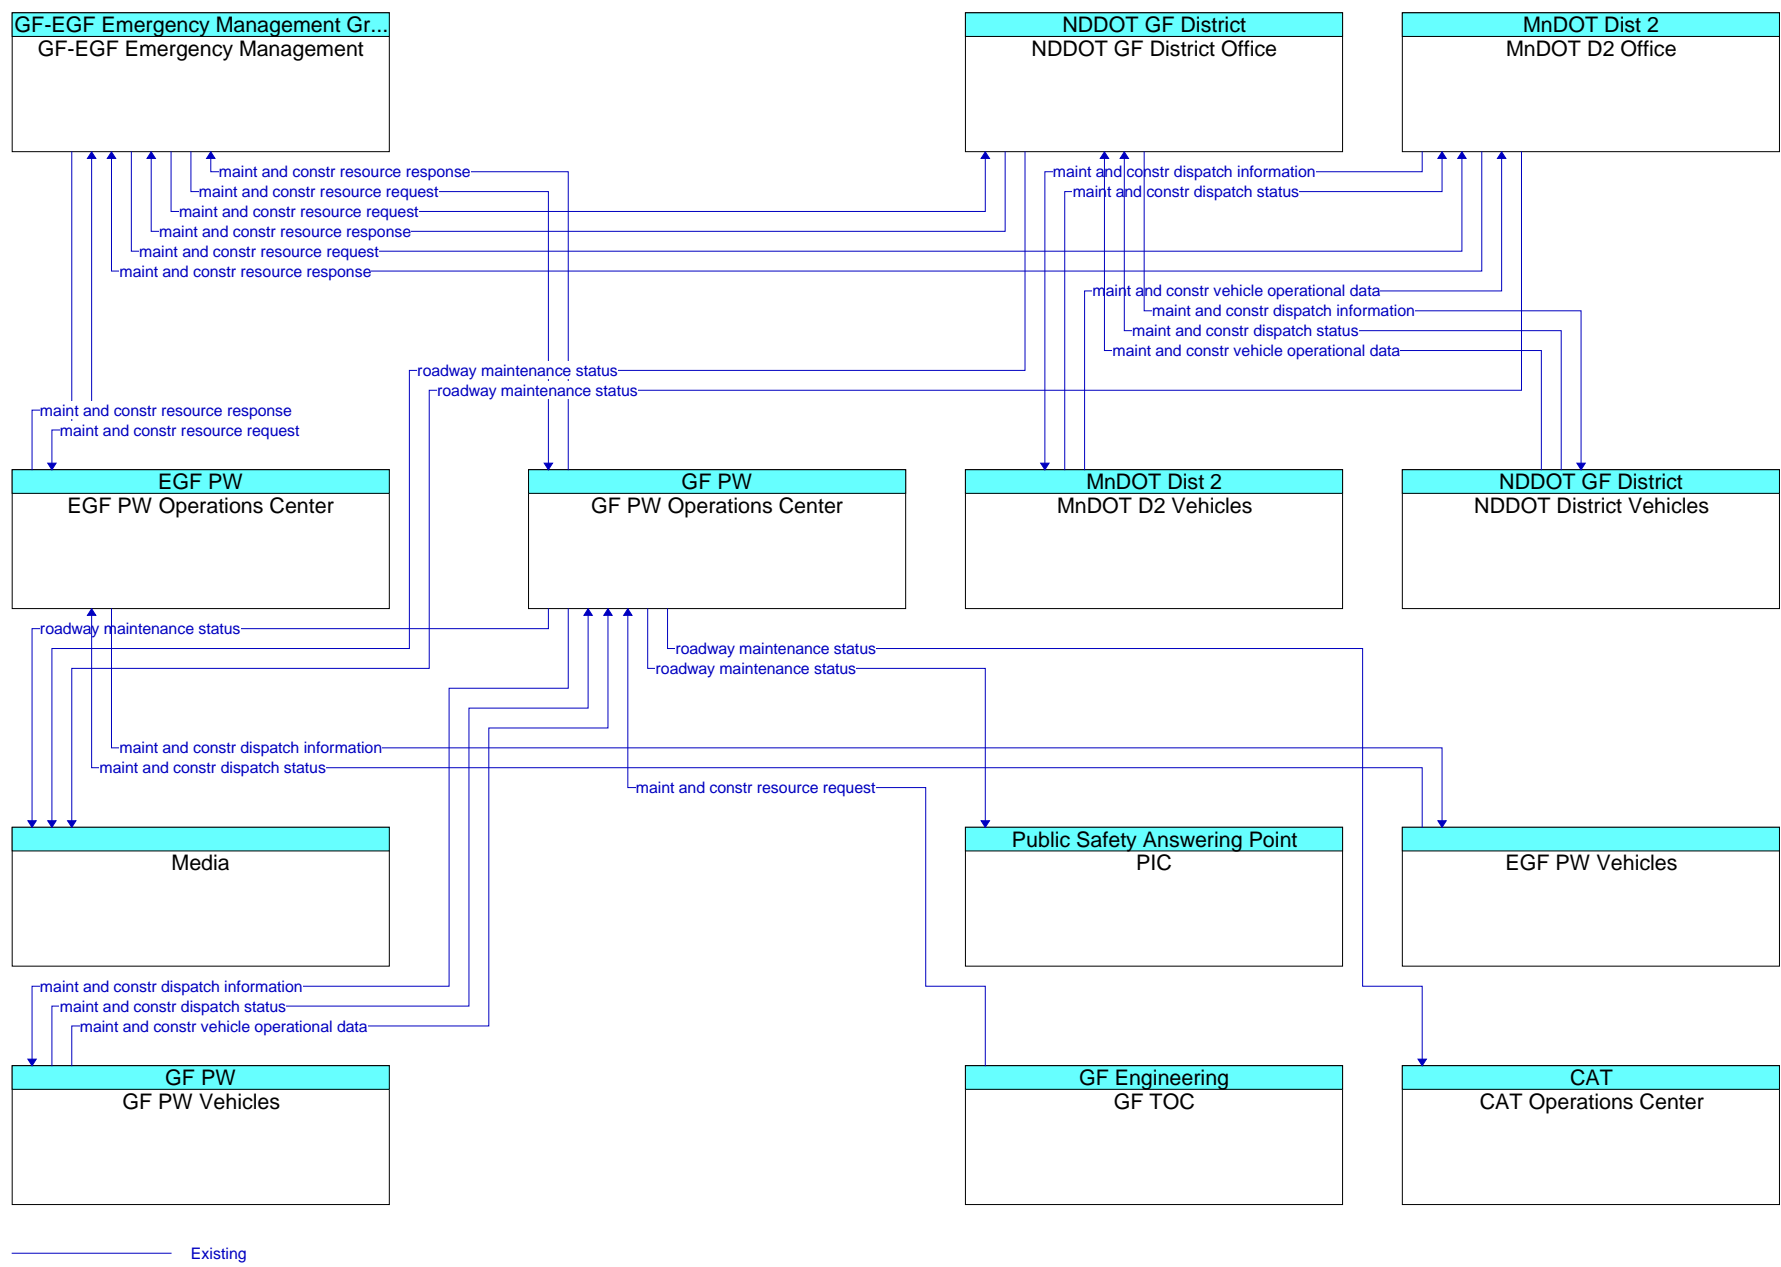 GF-EGF Emergency Management Gr...
GF-EGF Emergency Management
NDDOT GF District
NDDOT GF District Office
MnDOT Dist 2
MnDOT D2 Office
maint and constr resource response
maint and constr dispatch information
maint and constr resource request
maint and constr dispatch status
maint and constr resource request
maint and constr resource response
maint and constr resource request
maint and constr resource response
maint and constr vehicle operational data
maint and constr dispatch information
maint and constr dispatch status
maint and constr vehicle operational data
roadway maintenance status
roadway maintenance status
maint and constr resource response
maint and constr resource request
EGF PW
EGF PW Operations Center
GF PW
GF PW Operations Center
MnDOT Dist 2
MnDOT D2 Vehicles
NDDOT GF District
NDDOT District Vehicles
roadway maintenance status
roadway maintenance status
roadway maintenance status
maint and constr dispatch information
maint and constr dispatch status
maint and constr resource request
Media
Public Safety Answering Point
PIC
EGF PW Vehicles
maint and constr dispatch information
maint and constr dispatch status
maint and constr vehicle operational data
GF PW
GF PW Vehicles
GF Engineering
GF TOC
CAT
CAT Operations Center
Existing